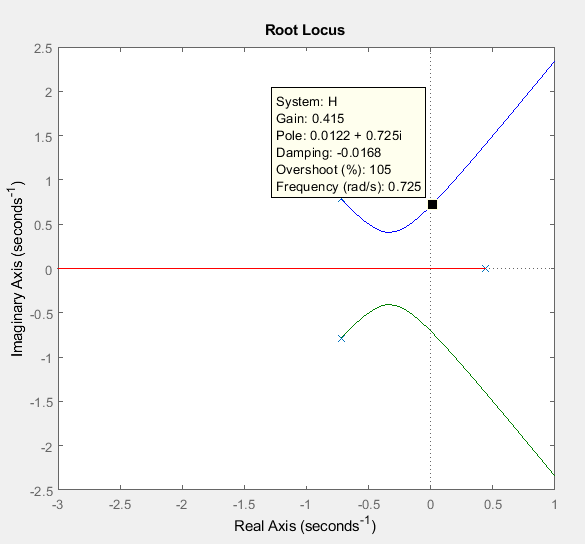 Root Locus
System: H
Gain: 0.415
Pole: 0.0122 + 0.725i
Damping: -0.0168
Overshoot (%): 105
Frequency (rad/s): 0.725
2.5
2
1.5
1
0.5
0
-0.5
-1
-1.5
-2
-2.5
Imaginary Axis (seconds⁻¹)
-3
-2.5
-2
-1.5
-1
-0.5
0
0.5
1
Real Axis (seconds⁻¹)